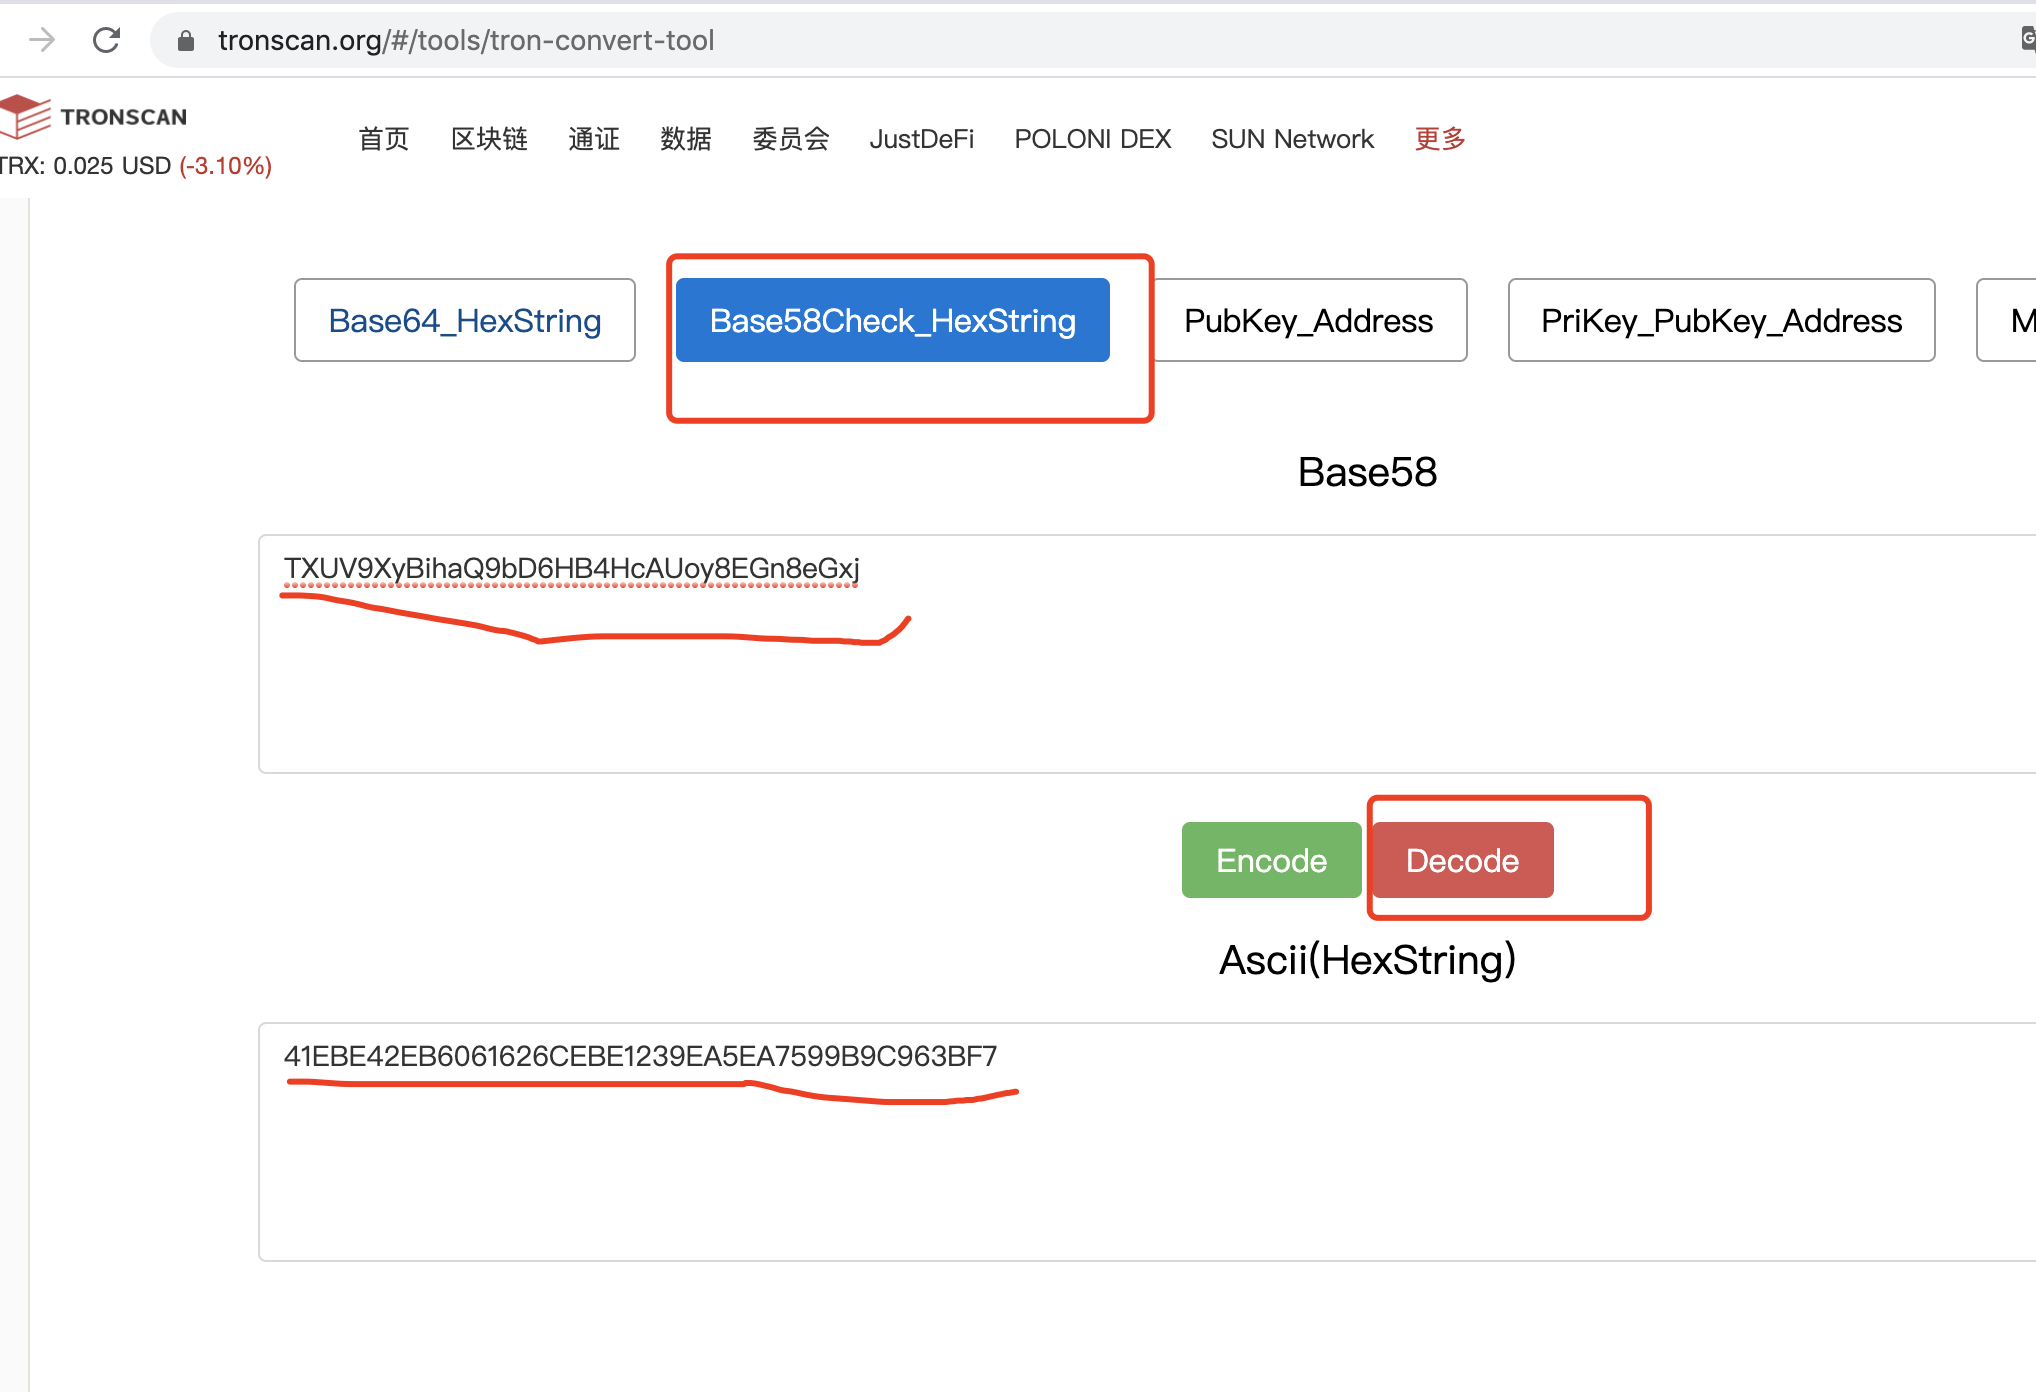 tronscan.org/#/tools/tron-convert-tool
TRONSCAN
TRX: 0.025 USD (-3.10%)
首页 区块链 通证 数据 委员会 JustDeFi POLONI DEX SUN Network 更多
Base64_HexString Base58Check_HexString PubKey_Address PriKey_PubKey_Address
Base58
TXUV9XyBihaQ9bD6HB4HcAUoy8EGn8eGxj
Encode Decode
Ascii(HexString)
41EBE42EB6061626CEBE1239EA5EA7599B9C963BF7